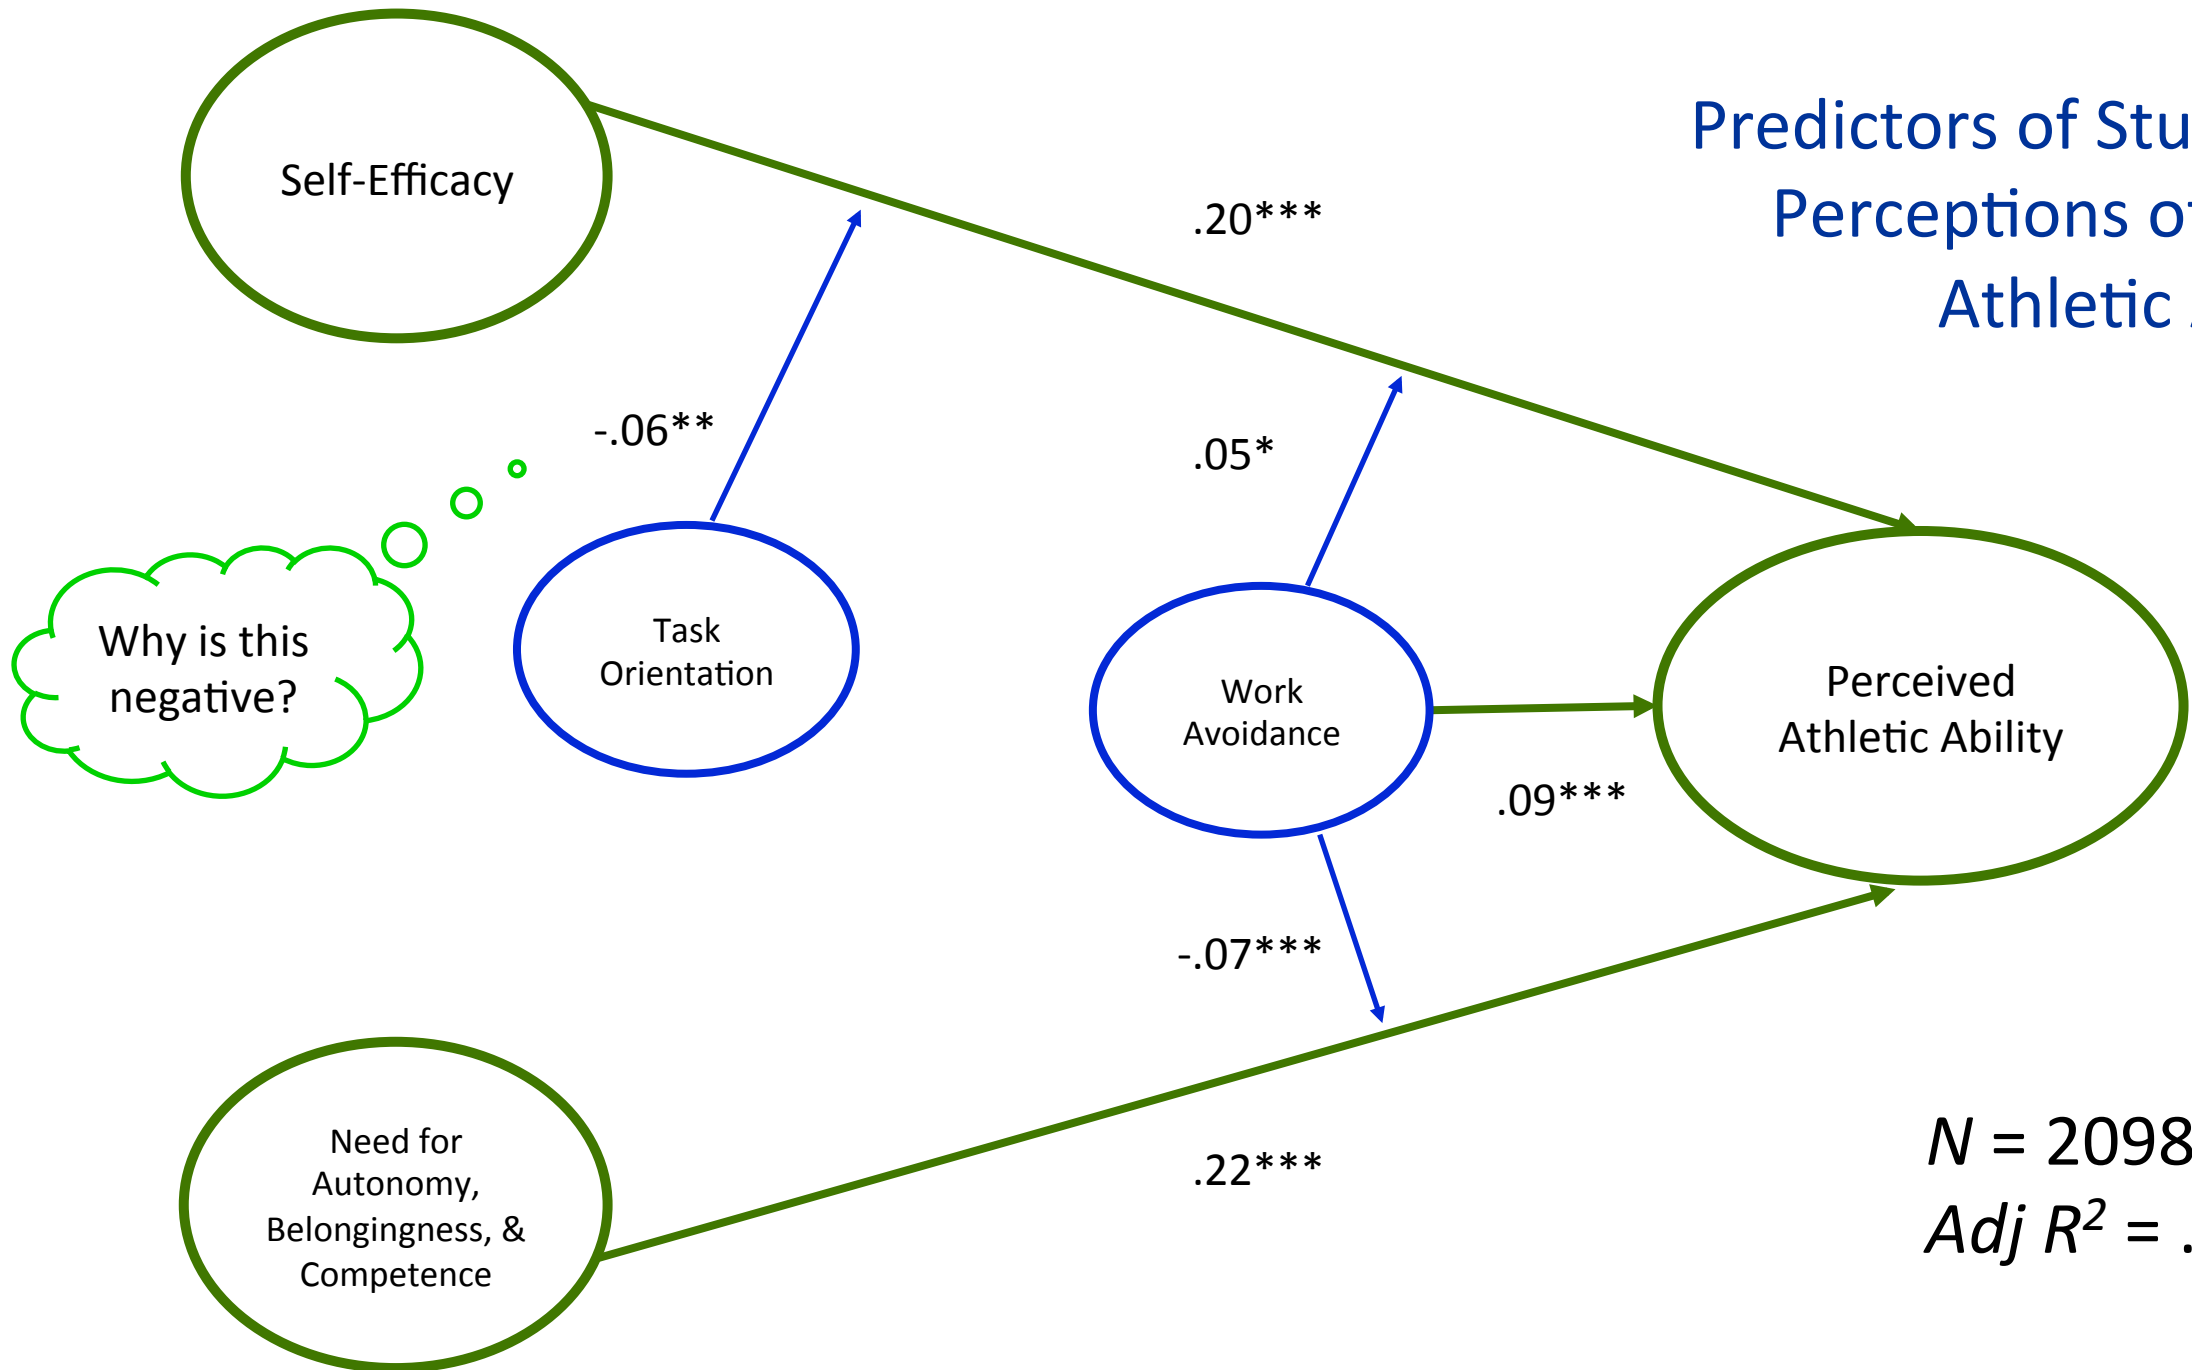 Predictors of
Perceptions
Athletic
Self-Efficacy
.20***
-.06**
.05*
Why is this
negative?
Task
Orientation
Work
Avoidance
Perceived
Athletic Ability
.09***
-.07***
Need for
Autonomy,
Belongingness, &
Competence
.22***
N = 2098
Adj R² = .